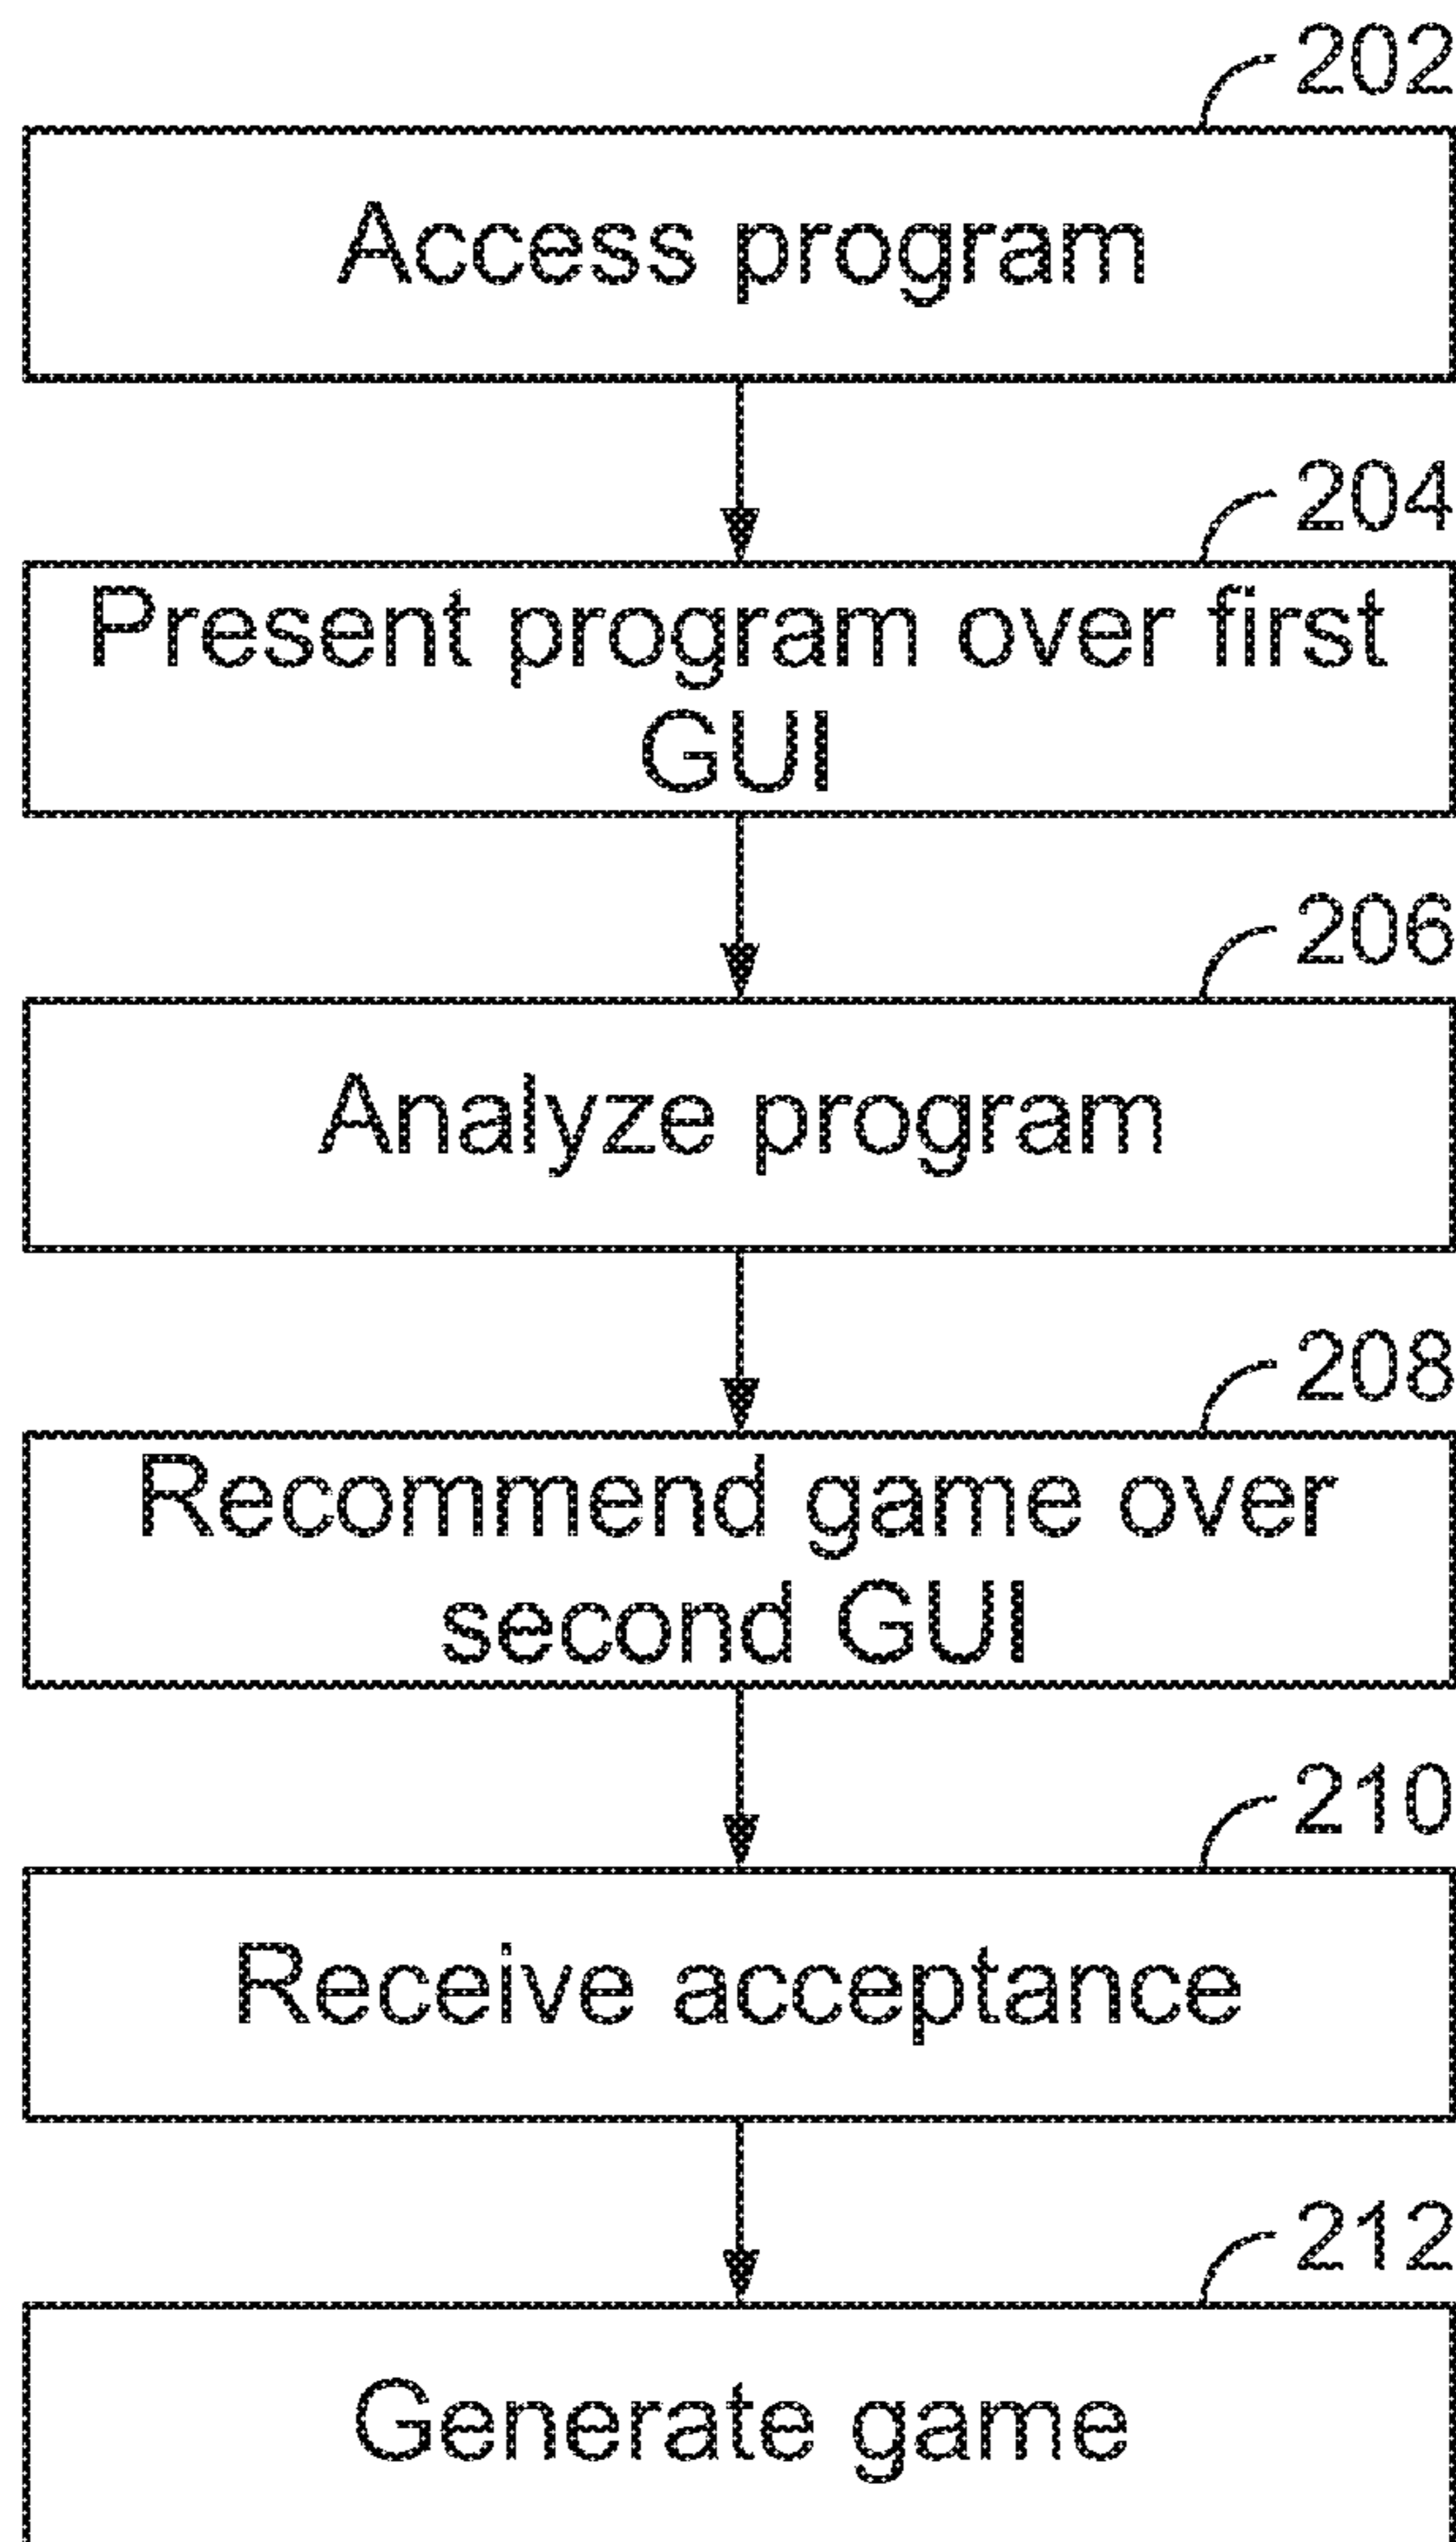 202
Access program
204
Present program over first
GUI
206
Analyze program
208
Recommend game over
second GUI
210
Receive acceptance
212
Generate game